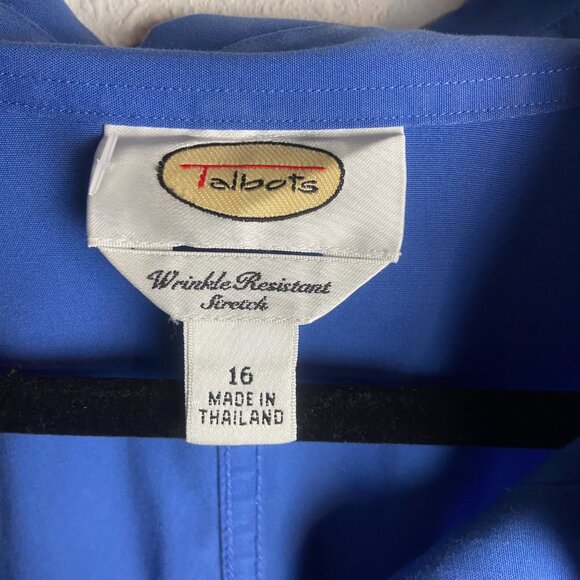 Talbots
Wrinkle Resistant
Stretch
16
MADE IN
THAILAND